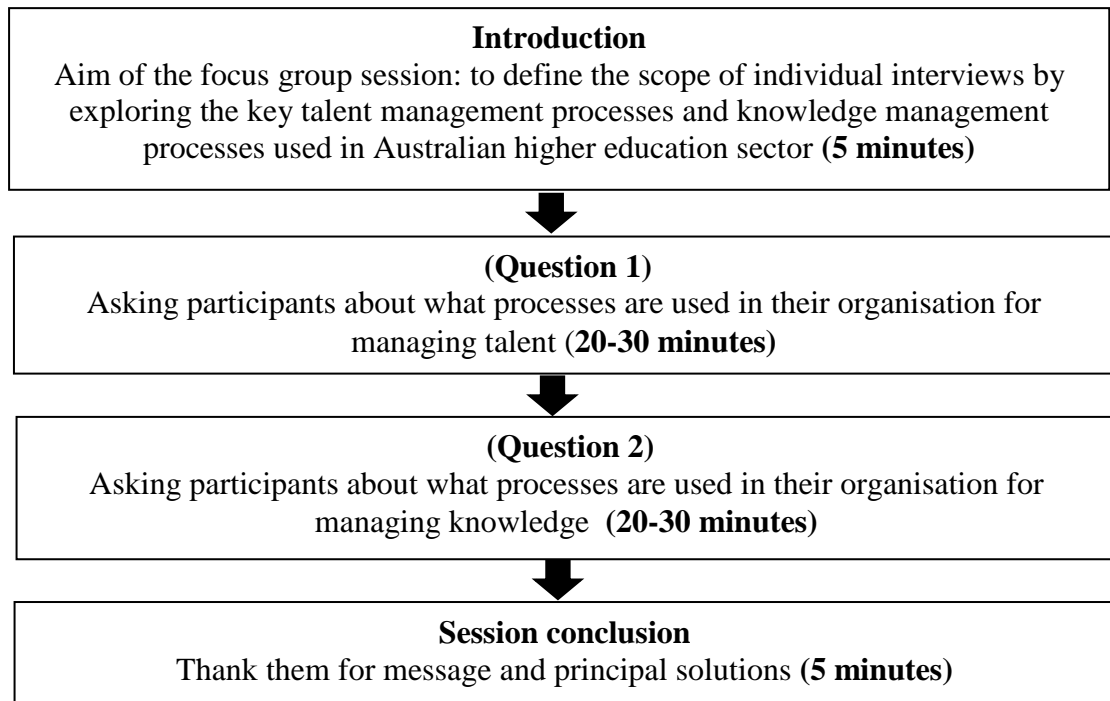 Introduction
Aim of the focus group session: to define the scope of individual interviews by
exploring the key talent management processes and knowledge management
processes used in Australian higher education sector (5 minutes)
(Question 1)
Asking participants about what processes are used in their organisation for
managing talent (20-30 minutes)
(Question 2)
Asking participants about what processes are used in their organisation for
managing knowledge (20-30 minutes)
Session conclusion
Thank them for message and principal solutions (5 minutes)